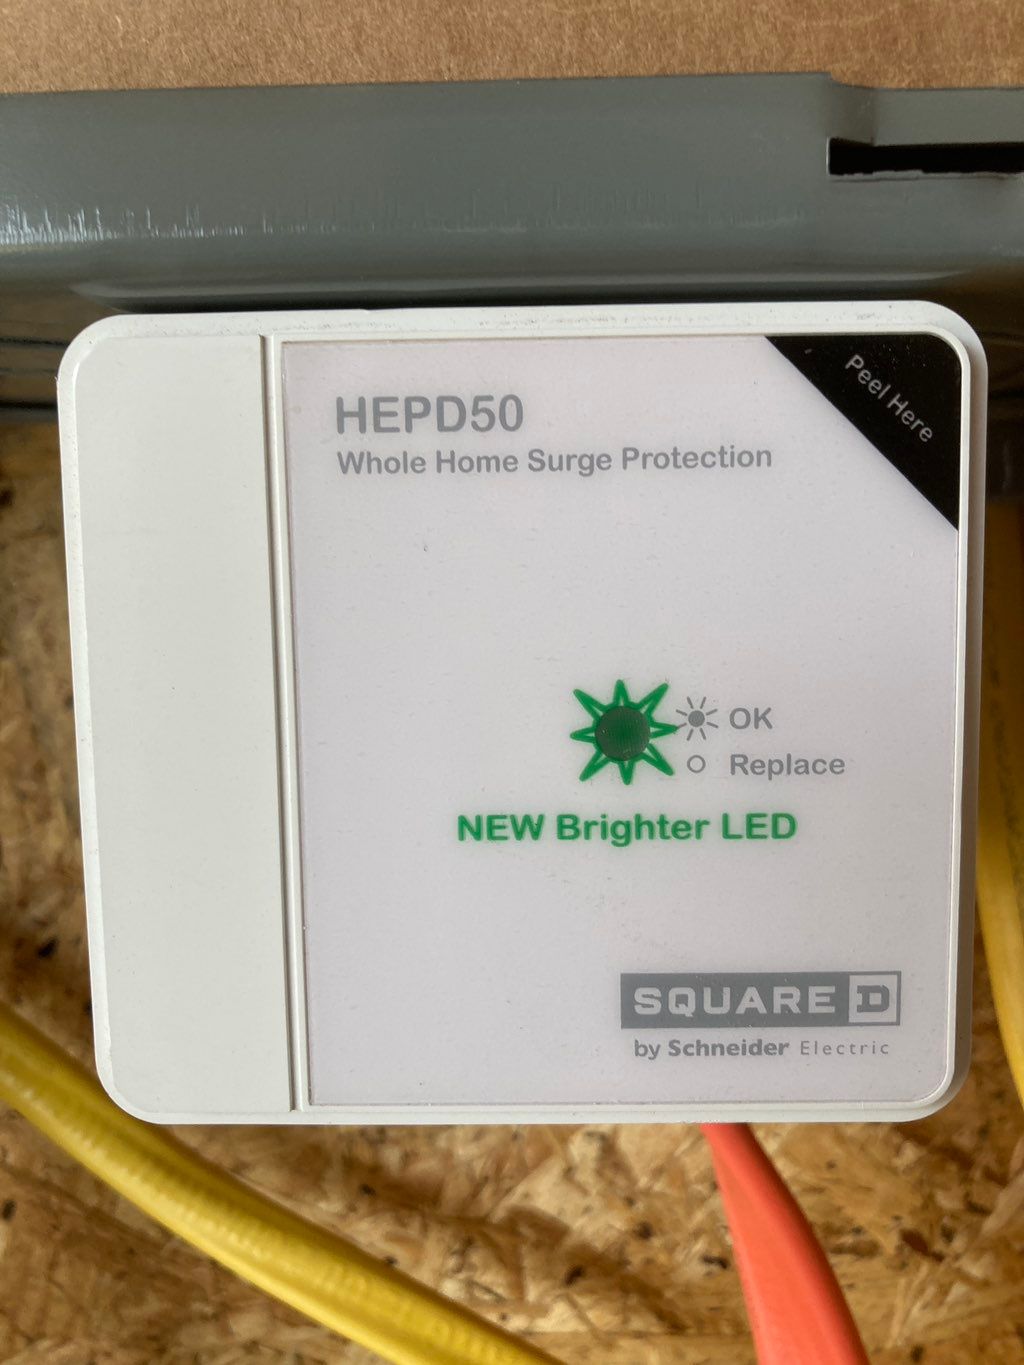 HEPD50
Whole Home Surge Protection
Peel Here
OK
Replace
NEW Brighter LED
SQUARE D
by Schneider Electric